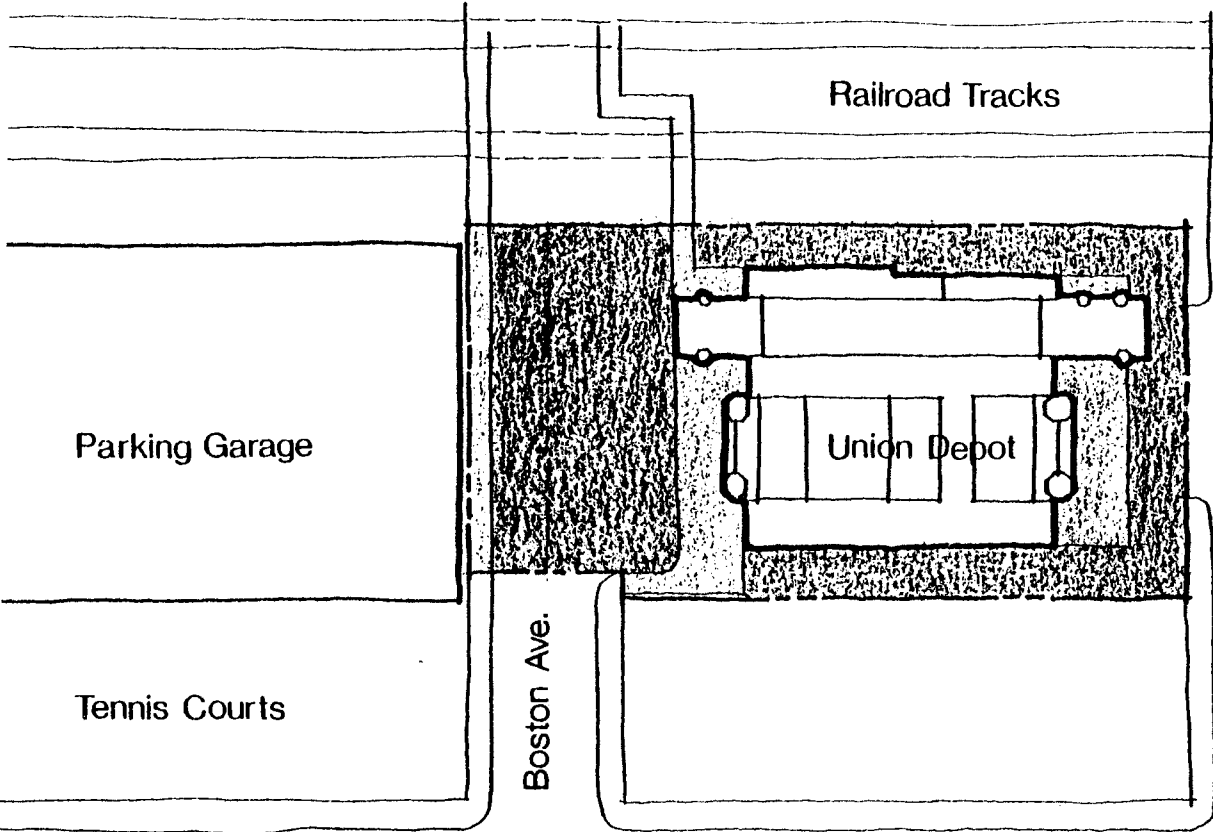 Railroad Tracks
Parking Garage
Union Depot
Boston Ave.
Tennis Courts